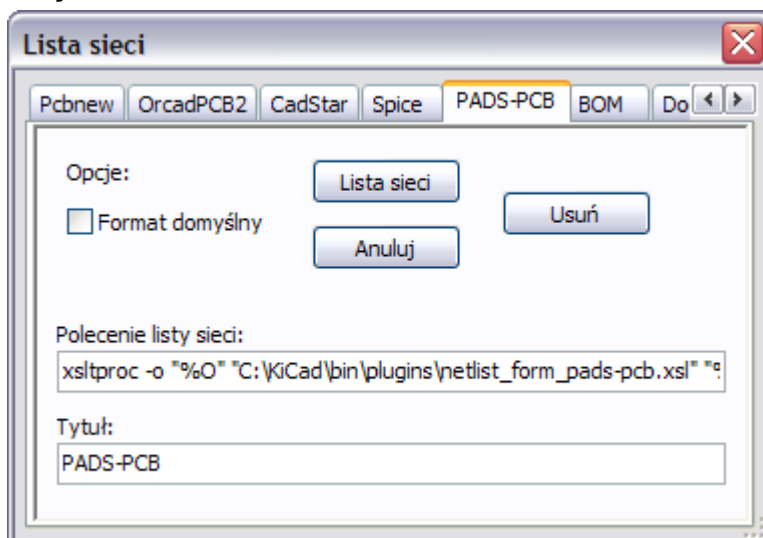 Lista sieci
Pcbnew OrcadPCB2 CadStar Spice PADS-PCB BOM Do
Opcje:
Lista sieci
Usuń
Format domyślny
Anuluj
Polecenie listy sieci:
xsltproc -o "%O" "C:\KiCad\bin\plugins\netlist_form_pads-pcb.xsl" "%
Tytuł:
PADS-PCB